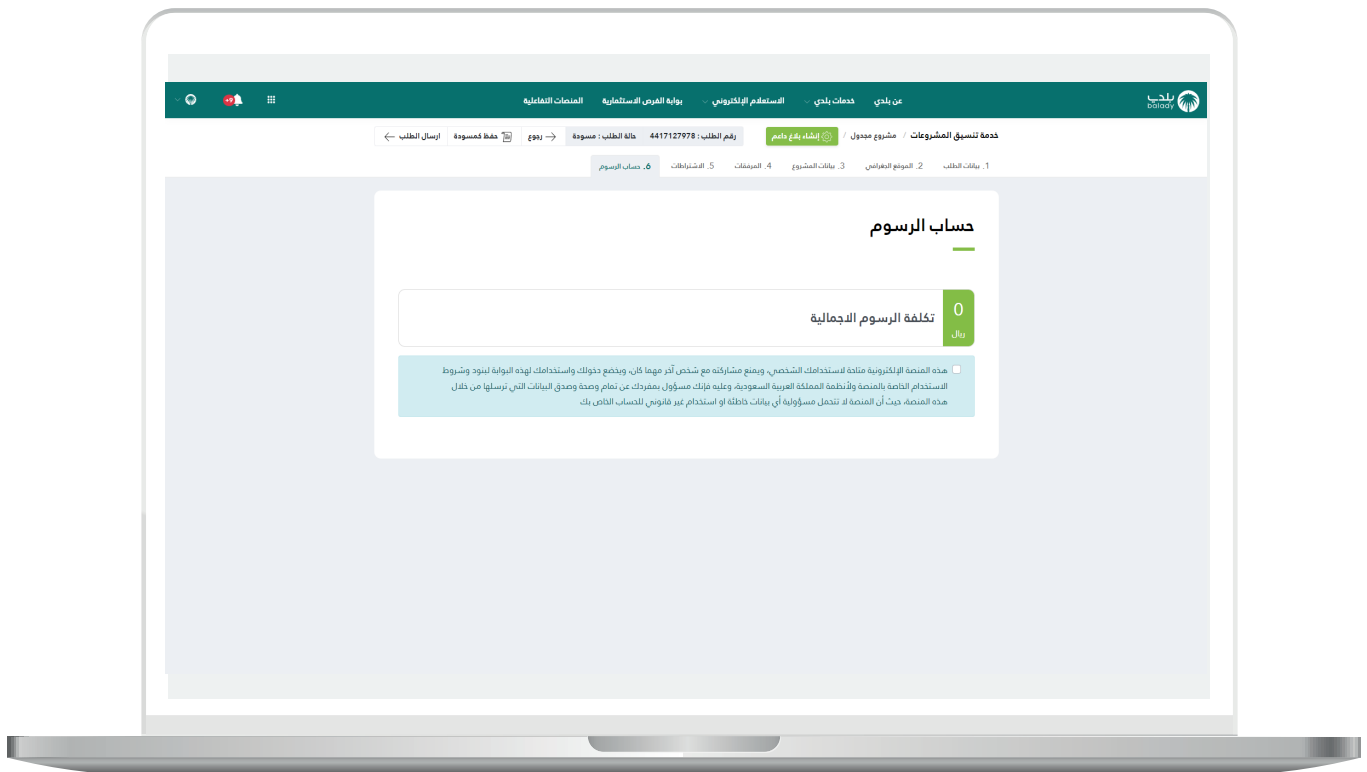 بلدي
balady
عن بلدي
خدمات بلدي
الاستعلام الإلكتروني
بوابة الفرص الاستثمارية
المنصات التفاعلية
+9
خدمة تنسيق المشروعات / مشروع مجدول /
إنشاء بلاغ داعم
رقم الطلب : 4417127978
حالة الطلب : مسودة
رجوع
حفظ كمسودة
ارسال الطلب
1. بيانات الطلب
2. الموقع الجغرافي
3. بيانات المشروع
4. المرفقات
5. الاشتراطات
6. حساب الرسوم
حساب الرسوم
0
ريال
تكلفة الرسوم الاجمالية
هذه المنصة الإلكترونية متاحة لاستخدامك الشخصي، ويمنع مشاركته مع شخص آخر مهما كان، ويخضع دخولك واستخدامك لهذه البوابة لبنود وشروط
الاستخدام الخاصة بالمنصة ولأنظمة المملكة العربية السعودية، وعليه فإنك مسؤول بمفردك عن تمام وصحة وصدق البيانات التي ترسلها من خلال
هذه المنصة، حيث أن المنصة لا تتحمل مسؤولية أي بيانات خاطئة او استخدام غير قانوني للحساب الخاص بك